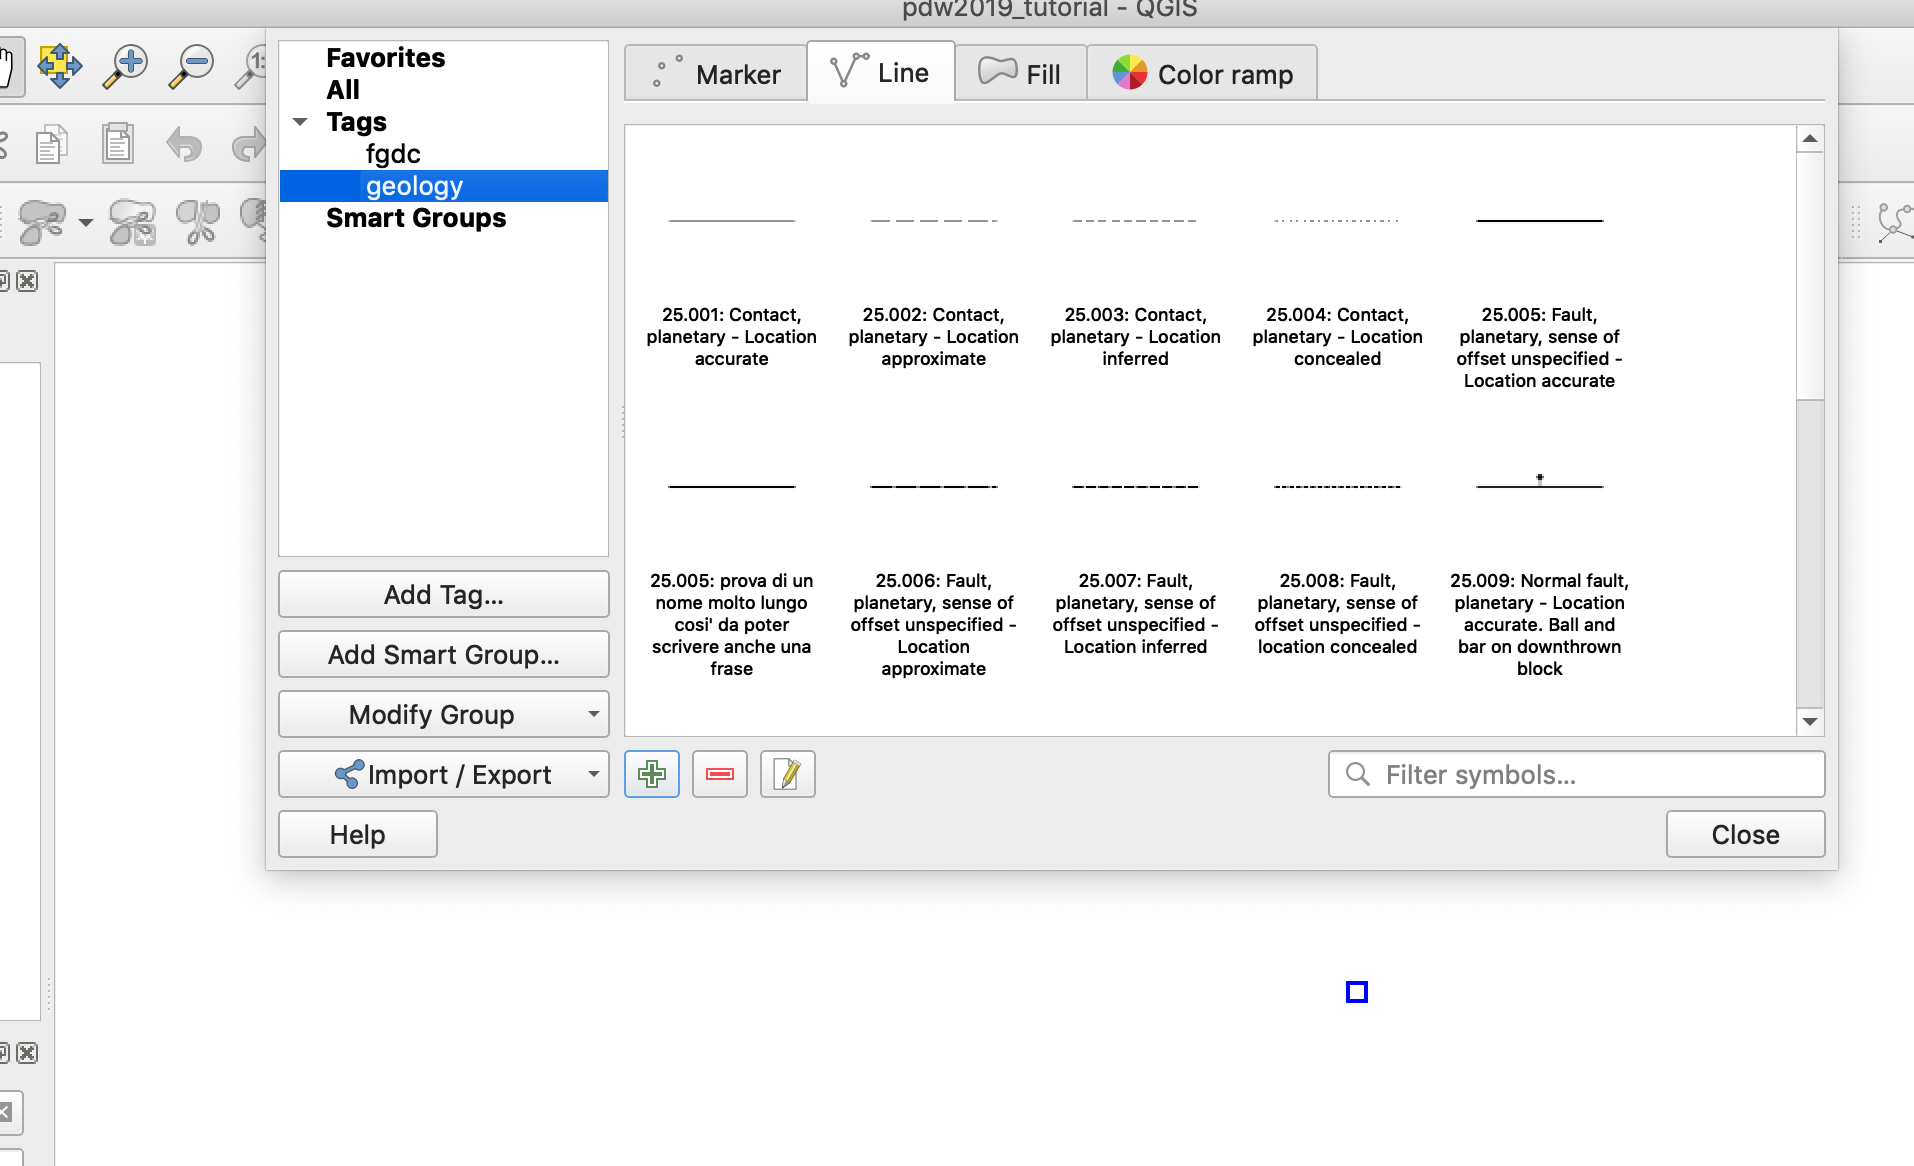 pdw2019_tutorial - QGIS
Favorites
All
Tags
fgdc
geology
Smart Groups
Marker
Line
Fill
Color ramp
25.001: Contact,
planetary - Location
accurate
25.002: Contact,
planetary - Location
approximate
25.003: Contact,
planetary - Location
inferred
25.004: Contact,
planetary - Location
concealed
25.005: Fault,
planetary, sense of
offset unspecified -
Location accurate
25.005: prova di un
nome molto lungo
cosi' da poter
scrivere anche una
frase
25.006: Fault,
planetary, sense of
offset unspecified -
Location
approximate
25.007: Fault,
planetary, sense of
offset unspecified -
Location inferred
25.008: Fault,
planetary, sense of
offset unspecified -
location concealed
25.009: Normal fault,
planetary - Location
accurate. Ball and
bar on downthrown
block
Add Tag...
Add Smart Group...
Modify Group
Import / Export
Filter symbols...
Help
Close